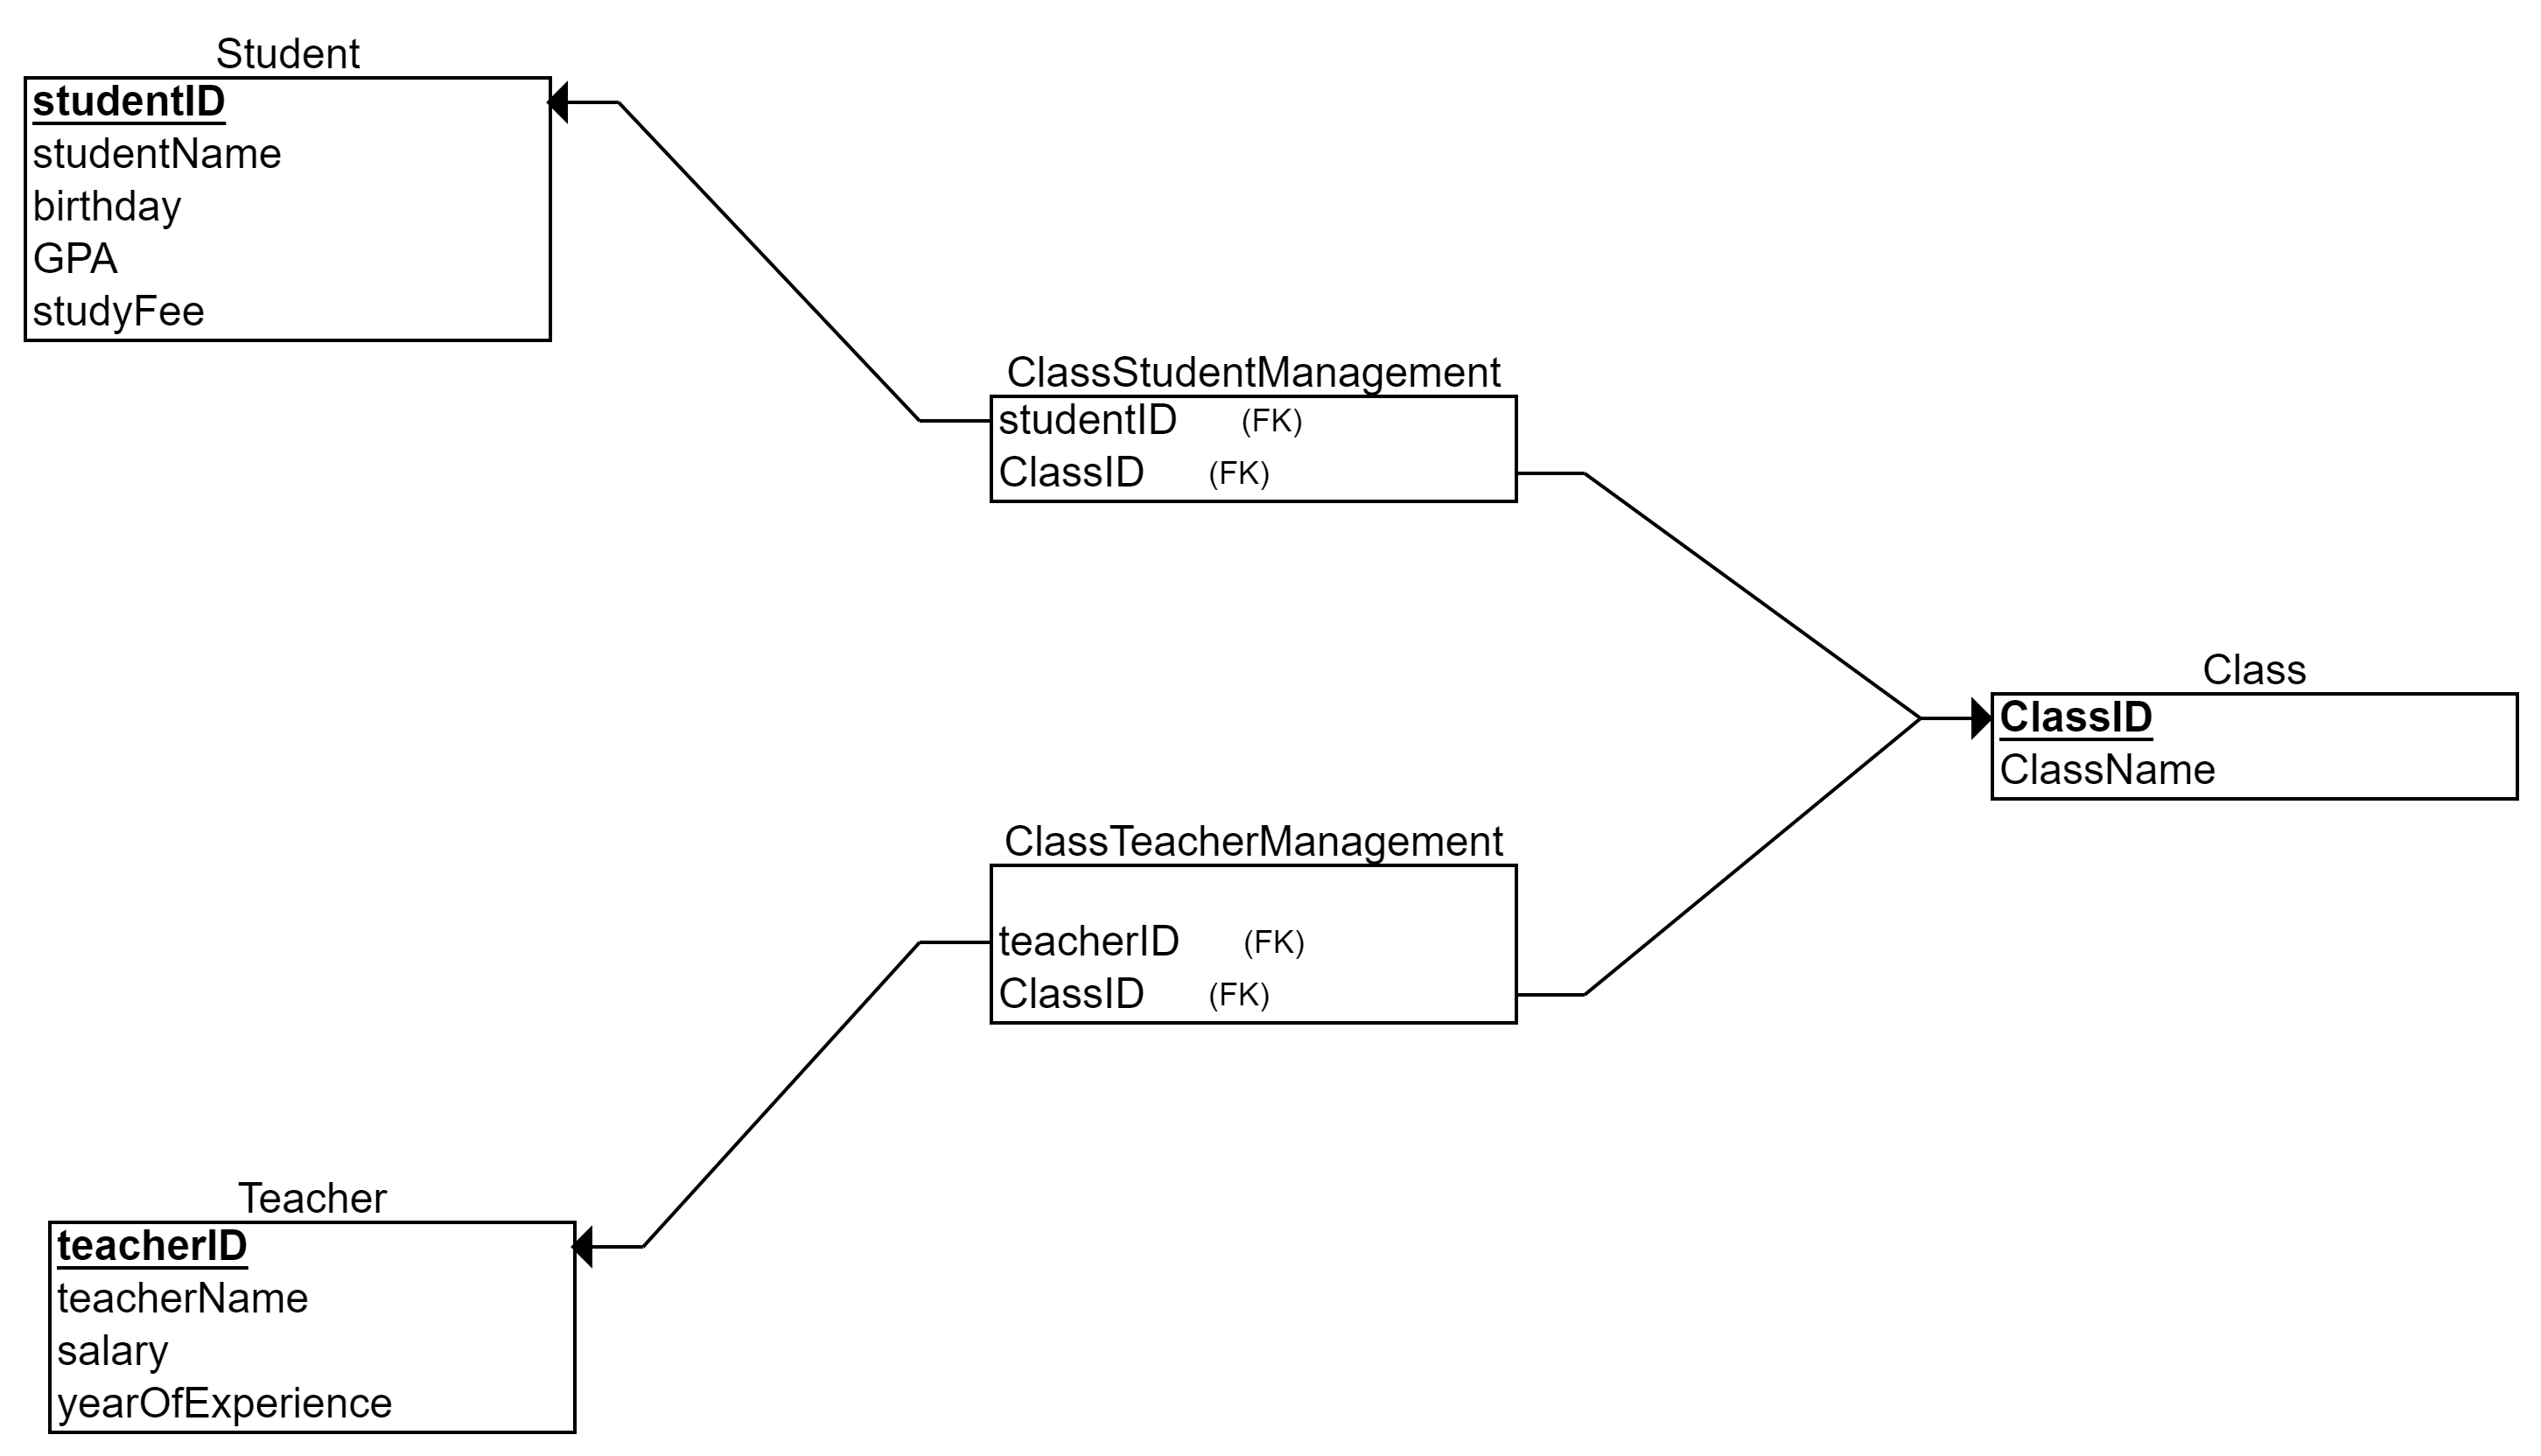 Student
studentID
studentName
birthday
GPA
studyFee
ClassStudentManagement
studentID (FK)
ClassID (FK)
Class
ClassID
ClassName
ClassTeacherManagement
teacherID (FK)
ClassID (FK)
Teacher
teacherID
teacherName
salary
yearOfExperience